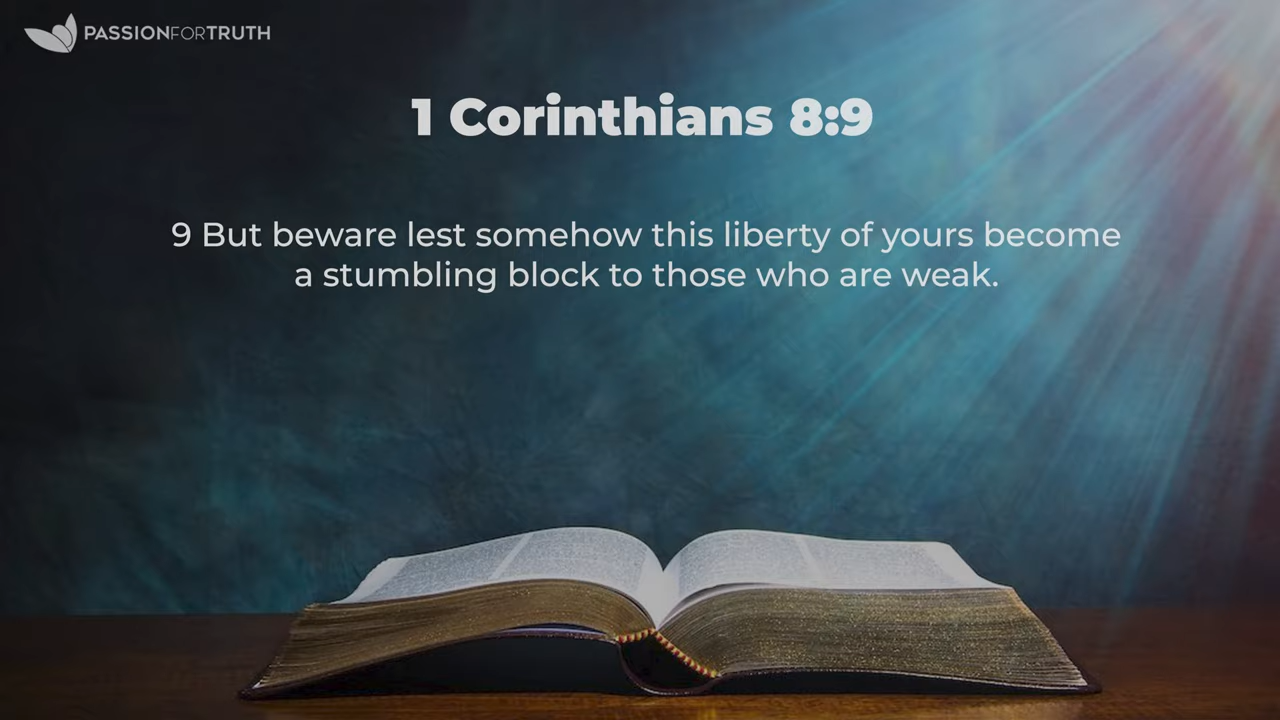 PASSIONFORTRUTH
1 Corinthians 8:9
9 But beware lest somehow this liberty of yours become
a stumbling block to those who are weak.